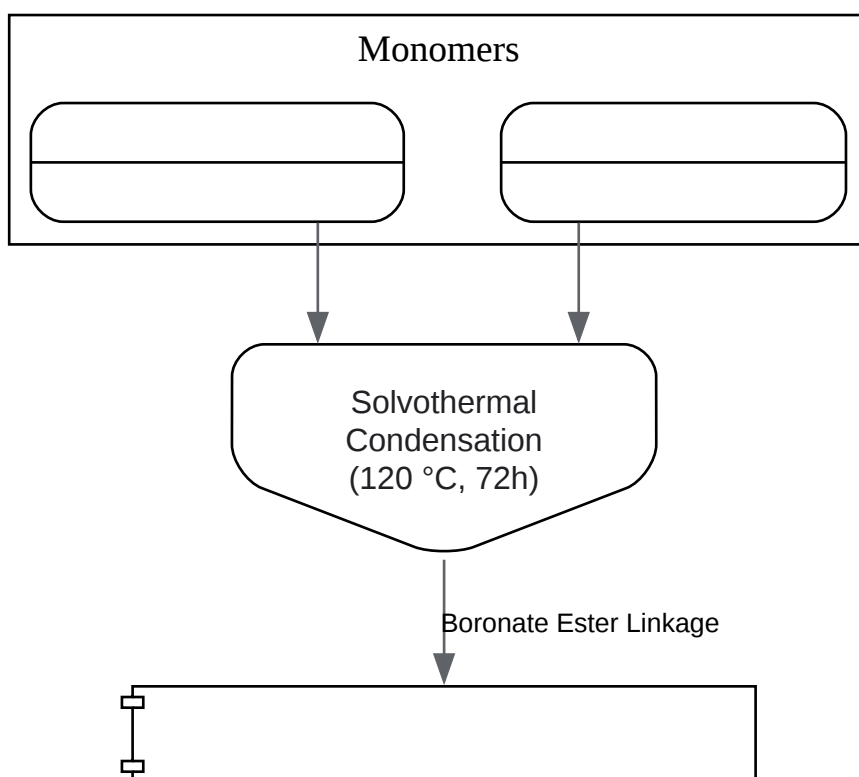 Monomers
Solvothermal
Condensation
(120 °C, 72h)
Boronate Ester Linkage